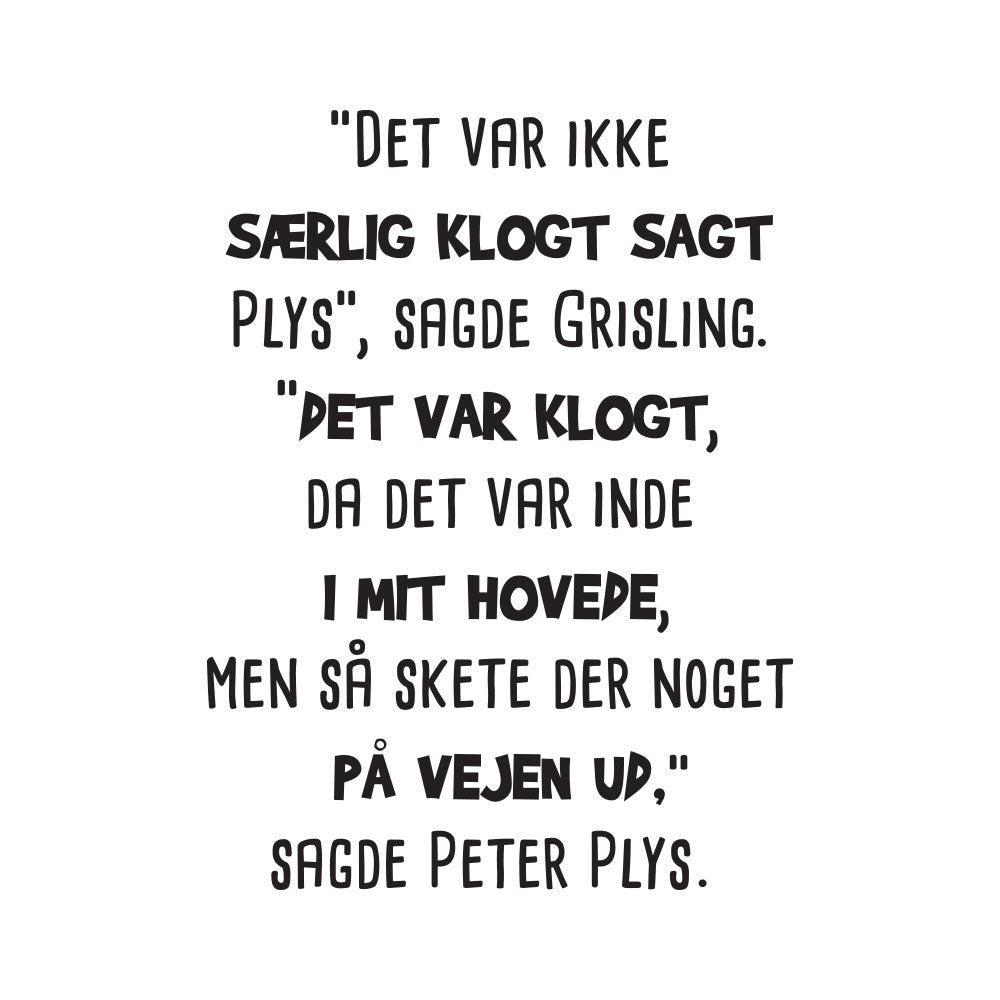 "Det var ikke
særlig klogt sagt
Plys", sagde Grisling.
"Det var klogt,
da det var inde
i mit hovede,
men så skete der noget
på vejen ud,"
sagde Peter Plys.